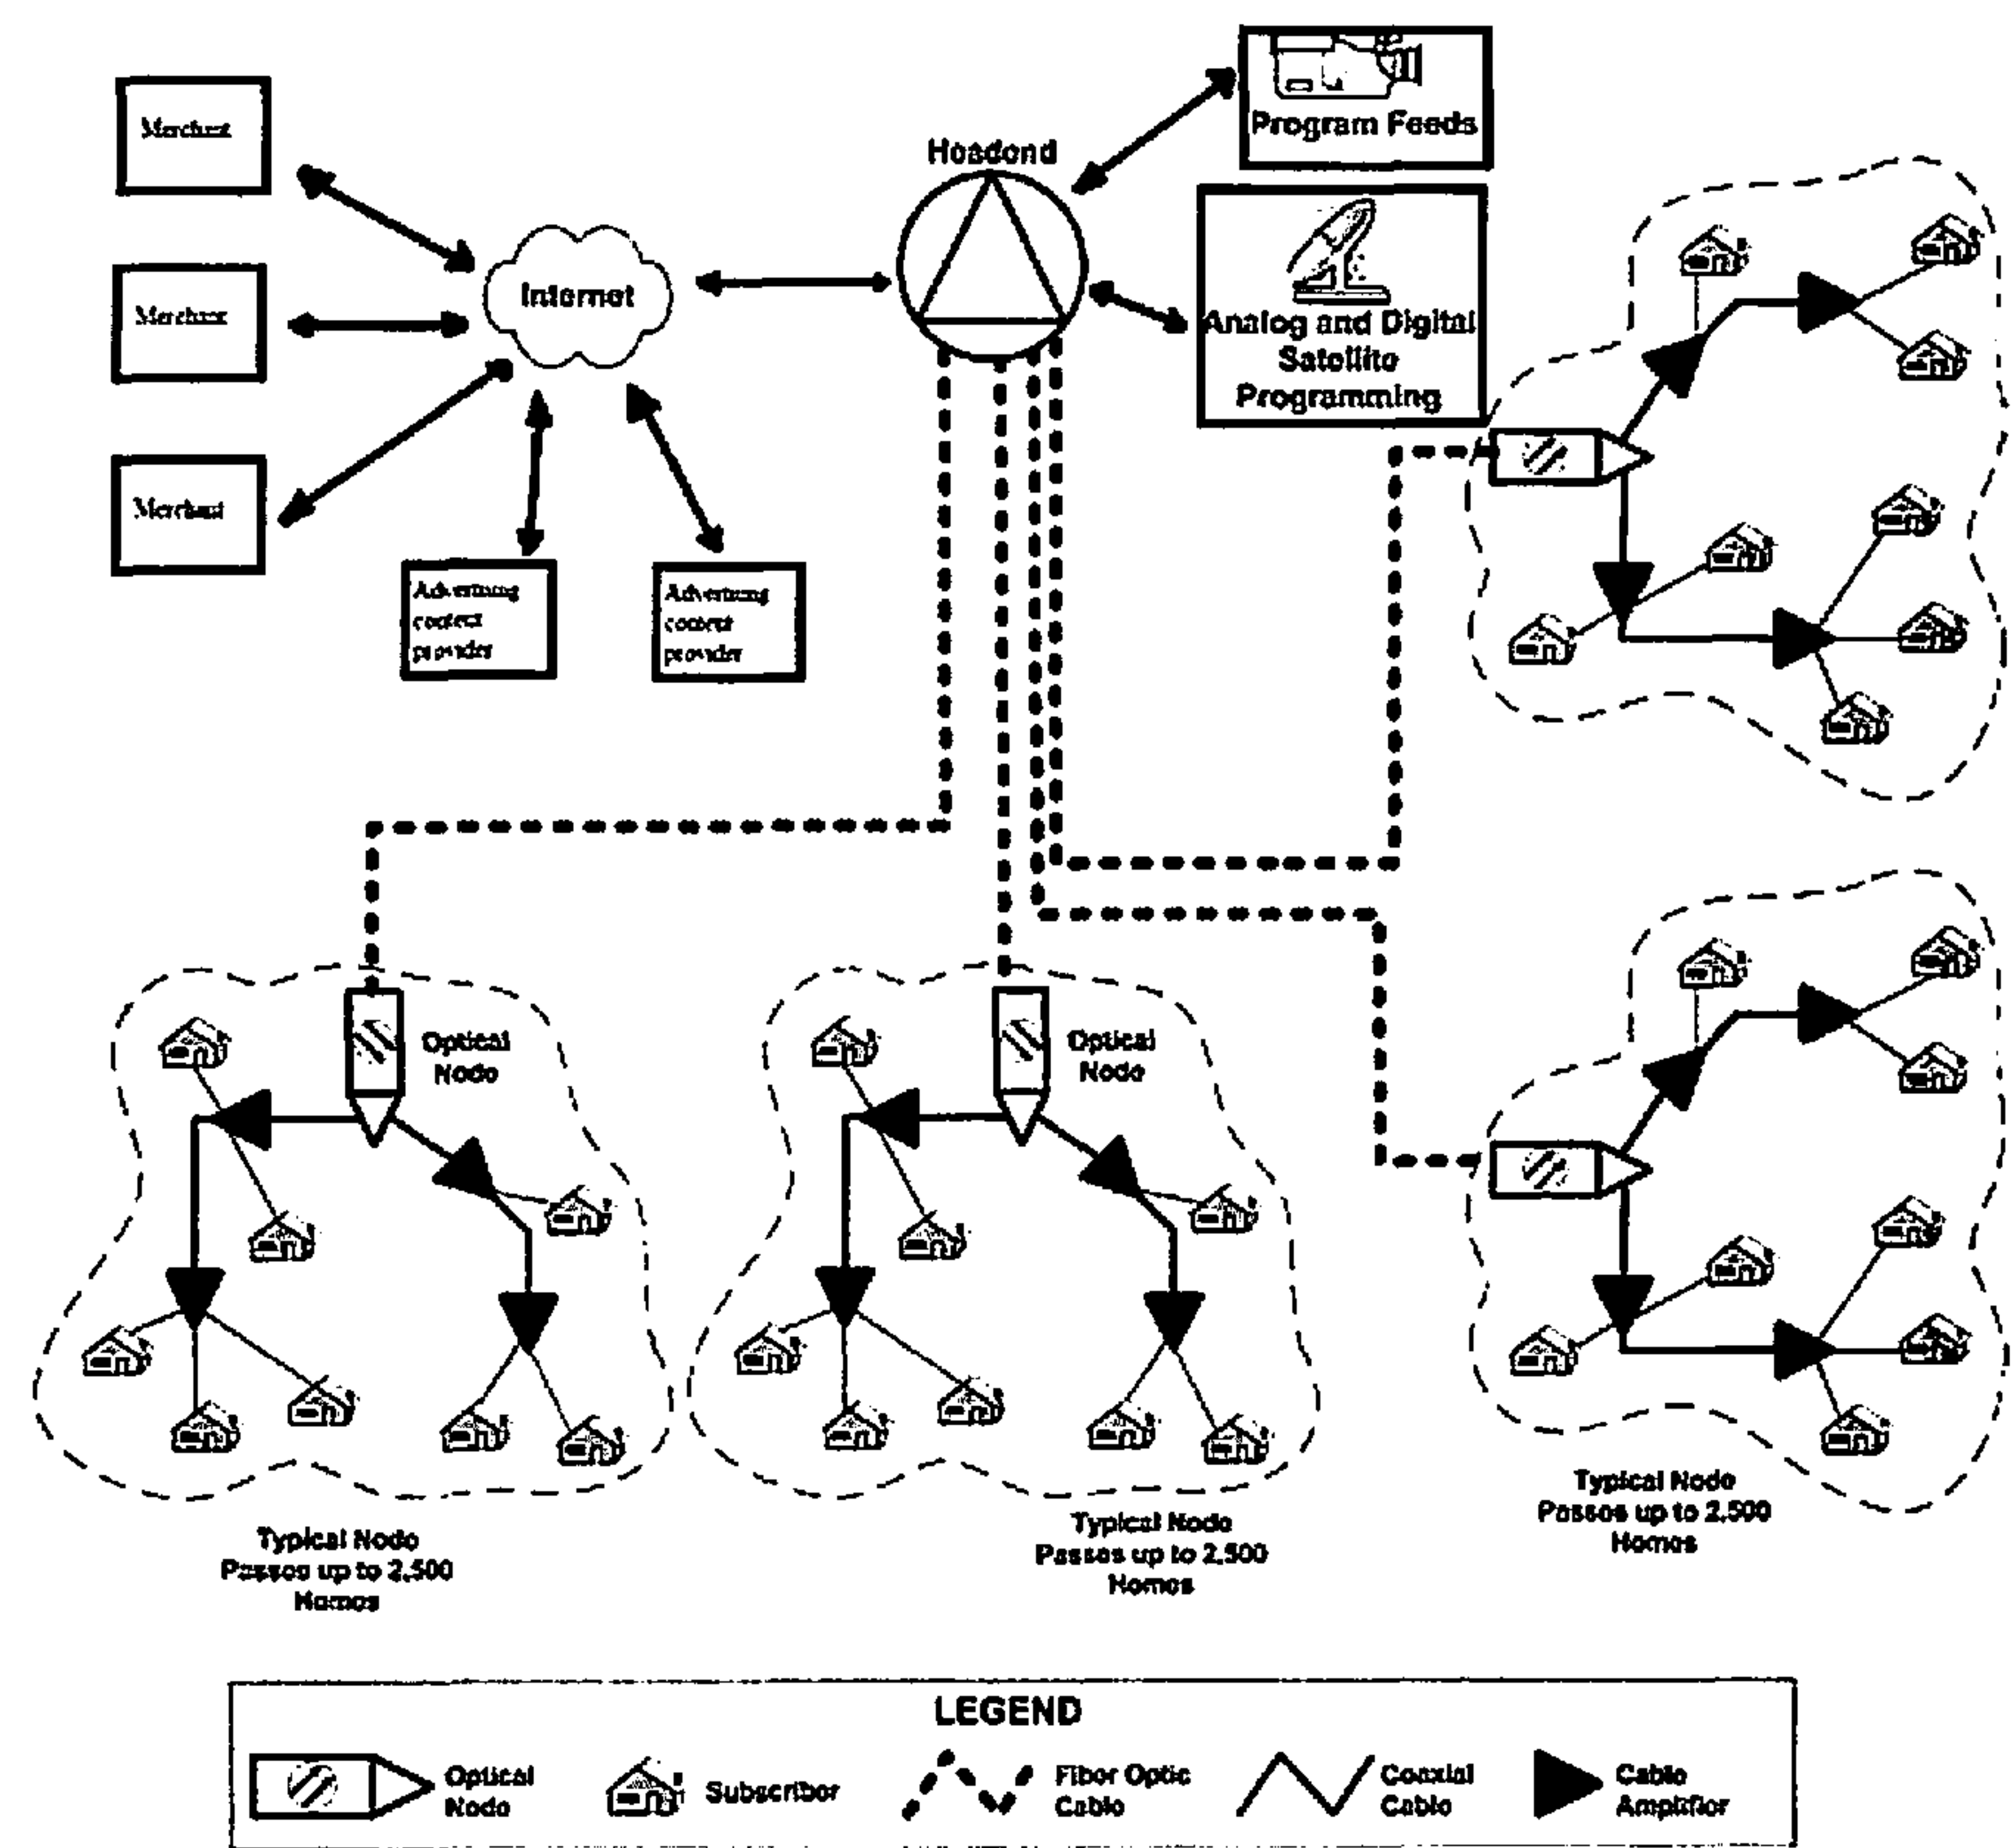 Merchant
Merchant
Merchant
Internet
Headend
Program Feeds
Analog and Digital
Satellite
Programming
Advertising
content
provider
Advertising
content
provider
Optical
Node
Optical
Node
Typical Node
Passes up to 2,500
Homes
Typical Node
Passes up to 2,500
Homes
Typical Node
Passes up to 2,500
Homes
LEGEND
Optical
Node
Subscriber
Fiber Optic
Cable
Coaxial
Cable
Cable
Amplifier